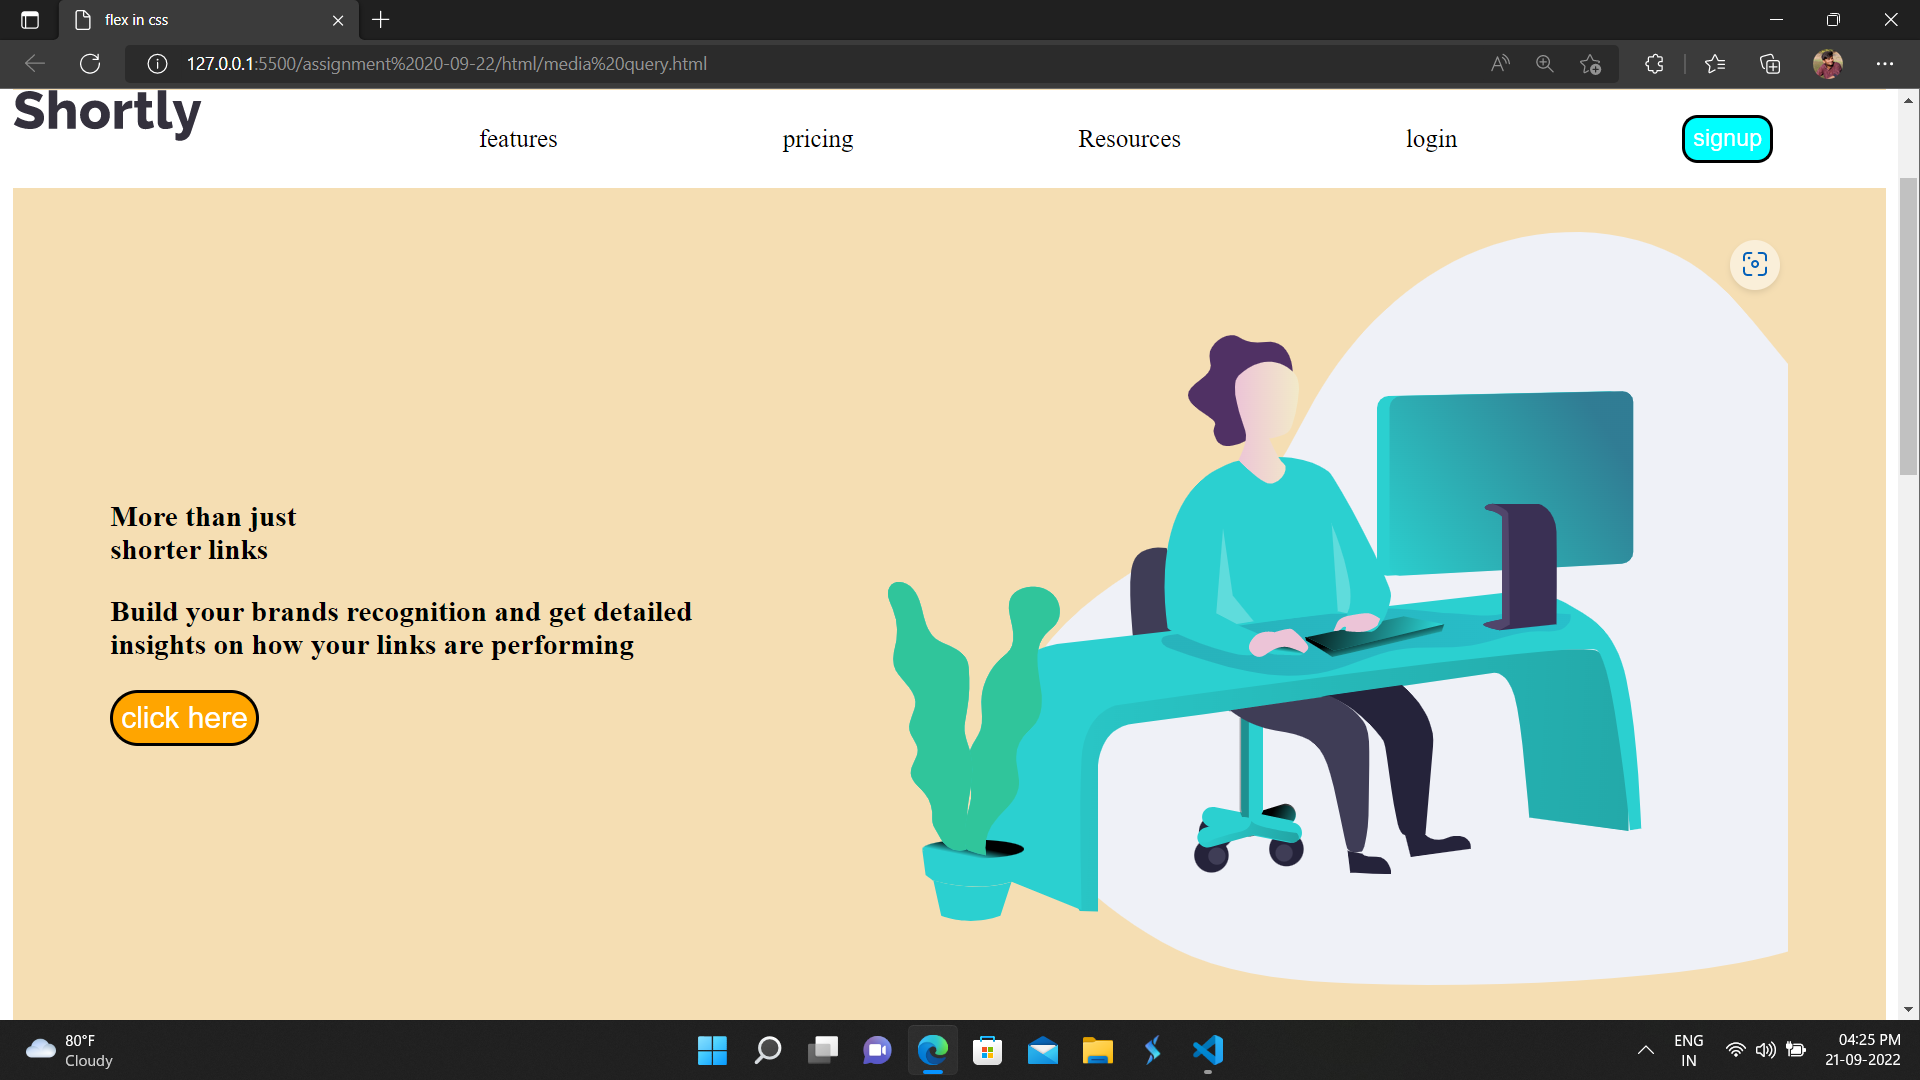 flex in css
127.0.0.1:5500/assignment%2020-09-22/html/media%20query.html
Shortly
features
pricing
Resources
login
signup
More than just
shorter links
Build your brands recognition and get detailed
insights on how your links are performing
click here
80°F
Cloudy
ENG
IN
04:25 PM
21-09-2022